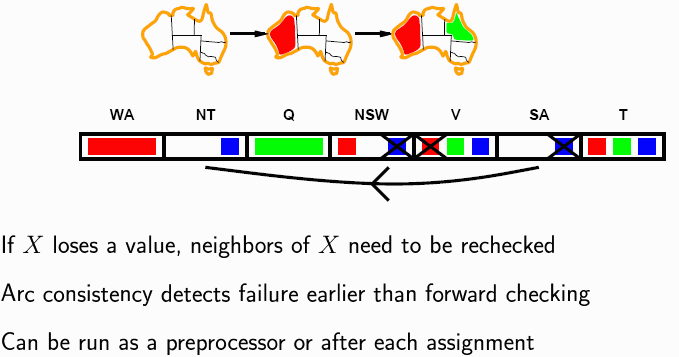 WA NT Q NSW V SA T
If X loses a value, neighbors of X need to be rechecked
Arc consistency detects failure earlier than forward checking
Can be run as a preprocessor or after each assignment